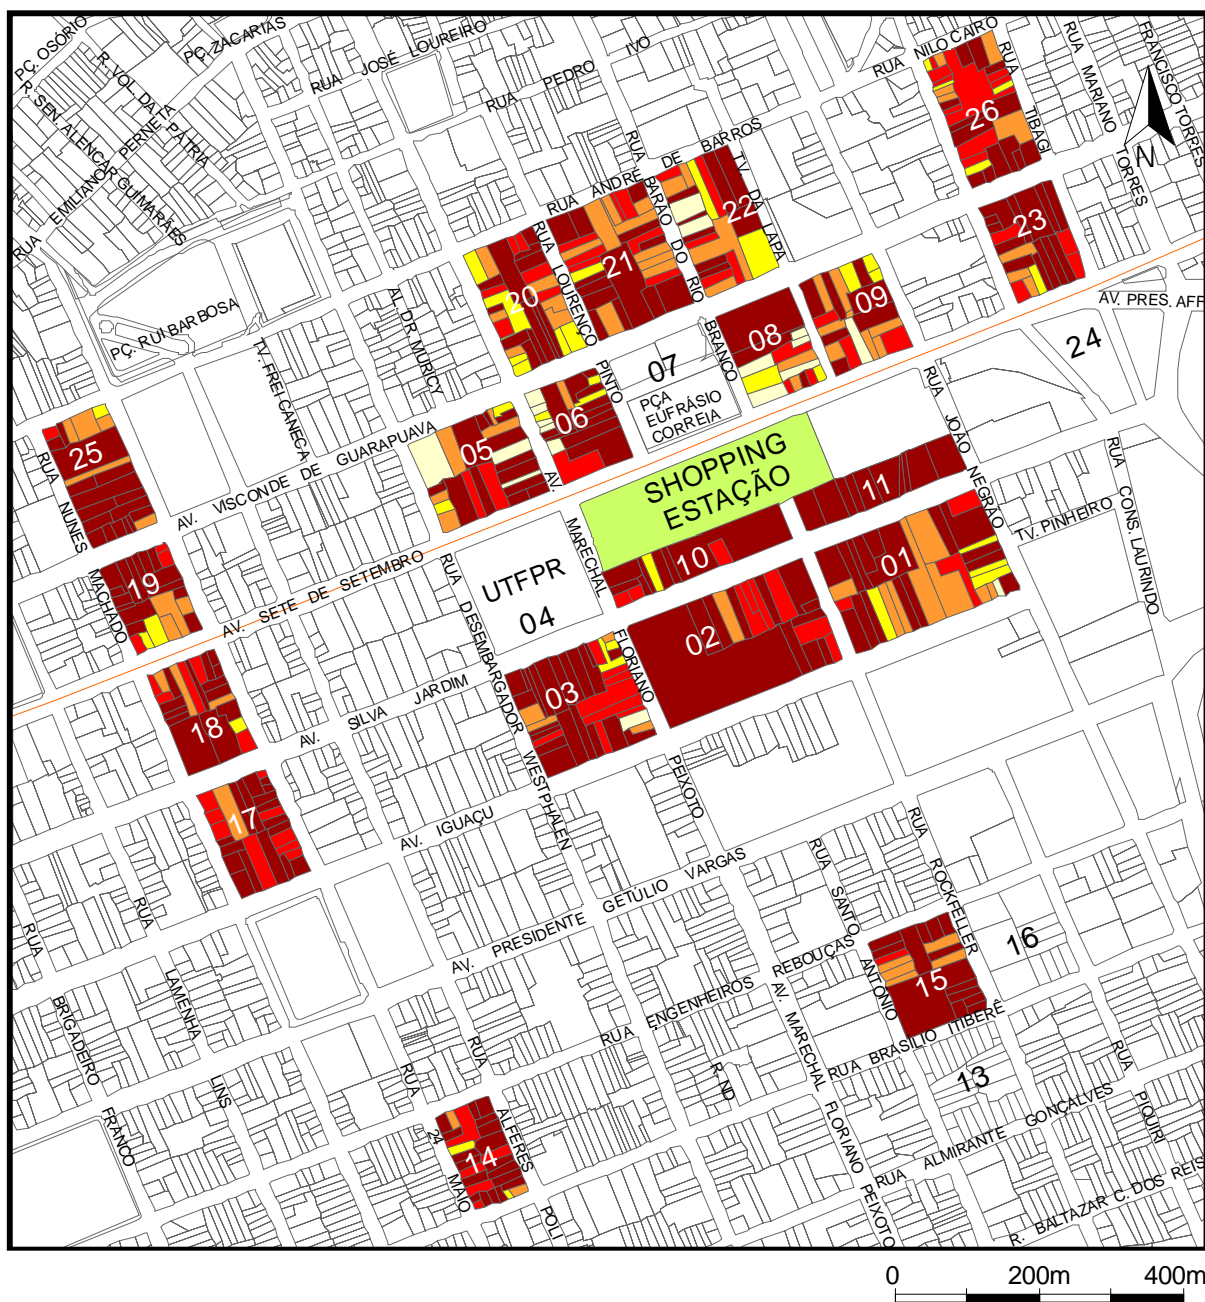 PÇ. OSÓRIO
PÇ. ZACARIAS
R. VOL. DA PÁTRIA
R. SEN ALENCAR GUIMARÃES
RUA EMILIANO PERNETA
RUA JOSÉ LOUREIRO
RUA PEDRO IVO
RUA NILO CAIRO
RUA TIBAGI
RUA MARIANO TORRES
FRANCISCO TORRES
N
26
RUA ANDRÉ DE BARROS
RUA BARÃO DO RIO BRANCO
TV. DA LAPA
22
21
20
23
RUA LOURENÇO PINTO
PÇ. RUI BARBOSA
AL. DR. MURICY
TV. FREI CANECA
09
08
07
PÇA
EUFRÁSIO
CORREIA
AV. PRES. AFF
24
06
05
25
AV. VISCONDE DE GUARAPUAVA
RUA NUNES MACHADO
SHOPPING
ESTAÇÃO
11
10
RUA JOÃO NEGRÃO
TV. PINHEIRO
RUA CONS. LAURINDO
01
19
AV. SETE DE SETEMBRO
UTFPR
04
AV. MARECHAL FLORIANO PEIXOTO
RUA DESEMBARGADOR WESTPHALEN
02
03
18
AV. SILVA JARDIM
17
AV. IGUAÇU
RUA ROCKFELLER
RUA SANTO ANTONIO
AV. PRESIDENTE GETÚLIO VARGAS
RUA
RUA LAMENHA LINS
RUA BRIGADEIRO FRANCO
16
15
RUA ENGENHEIROS REBOUÇAS
AV. MARECHAL FLORIANO PEIXOTO
RUA BRASÍLIO ITIBERÊ
13
R. ND
RUA 24 MAIO
RUA ALFERES POLI
14
RUA ALMIRANTE GONÇALVES
RUA PIQUIRI
R. BALTAZAR C. DOS REIS
0 200m 400m